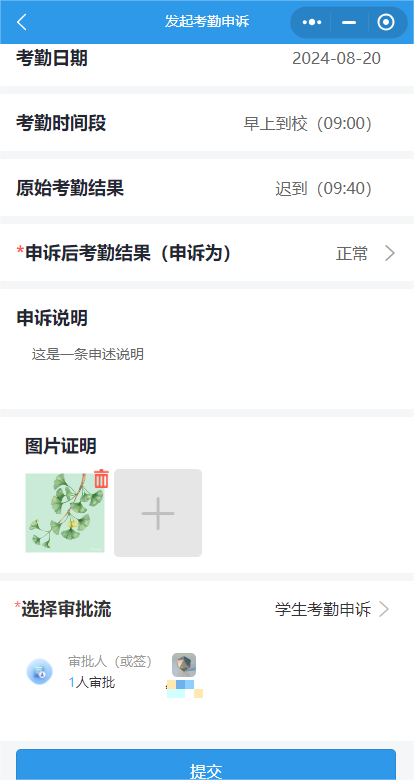 发起考勤申诉
考勤日期 2024-08-20
考勤时间段 早上到校（09:00）
原始考勤结果 迟到（09:40）
*申诉后考勤结果（申诉为） 正常
申诉说明
这是一条申述说明
图片证明
*选择审批流 学生考勤申诉
审批人（或签）
1人审批
提交